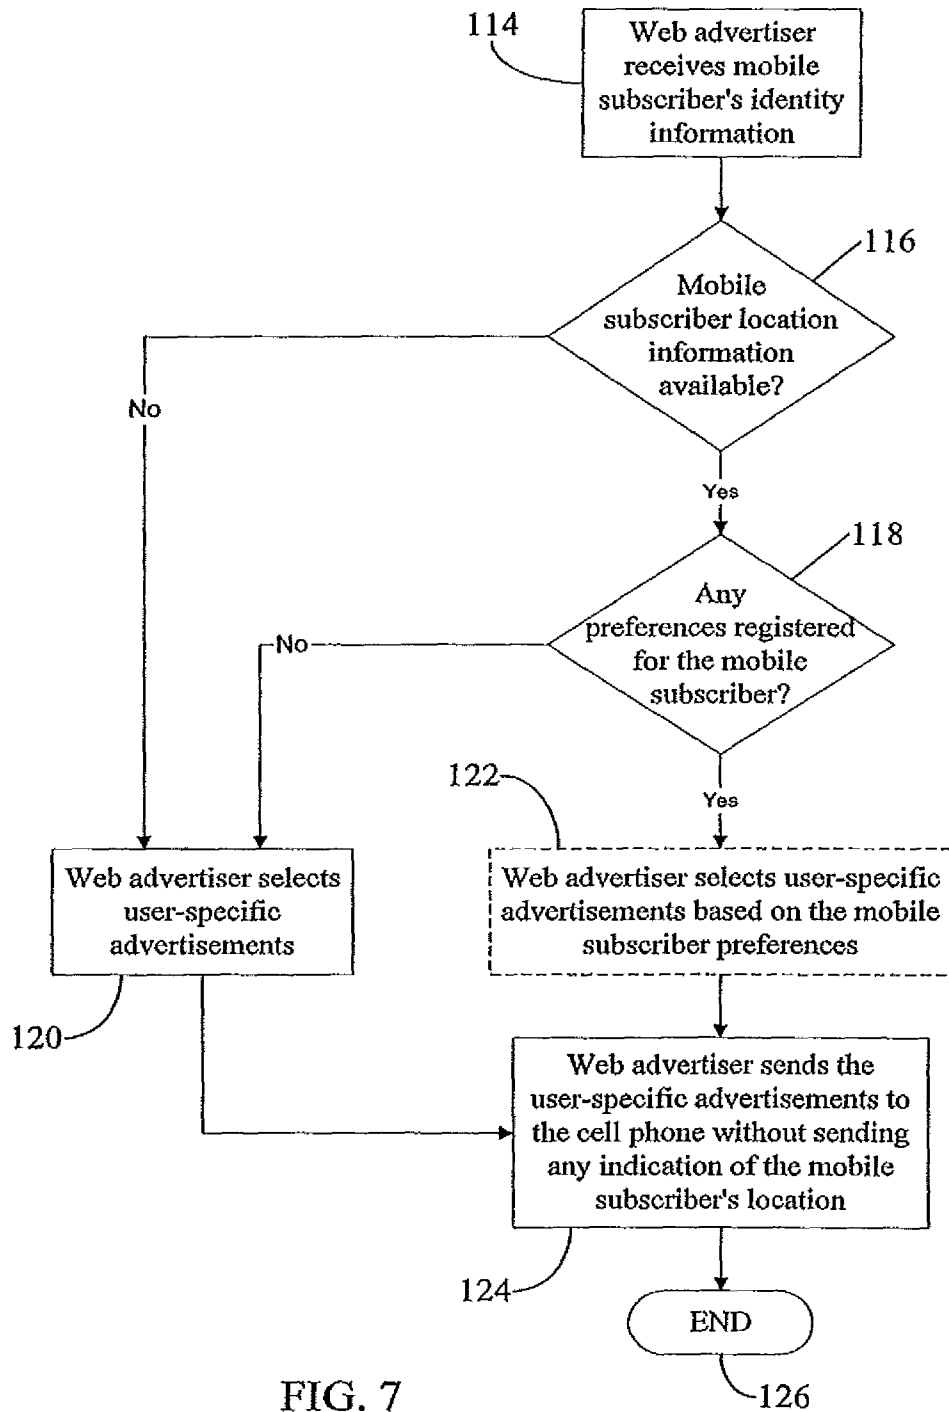 114
Web advertiser
receives mobile
subscriber's identity
information
116
Mobile
subscriber location
information
available?
No
Yes
118
Any
preferences registered
for the mobile
subscriber?
No
Yes
122
Web advertiser selects
user-specific
advertisements
Web advertiser selects user-specific
advertisements based on the mobile
subscriber preferences
120
Web advertiser sends the
user-specific advertisements to
the cell phone without sending
any indication of the mobile
subscriber's location
124
END
126
FIG. 7